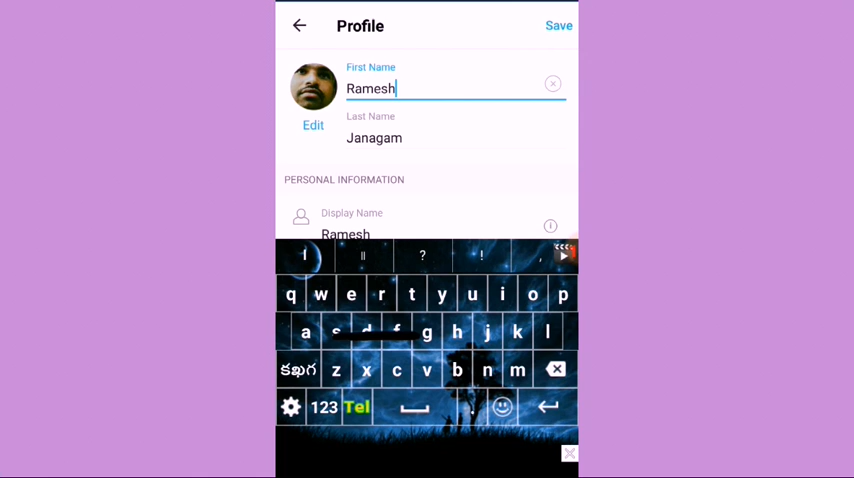 Profile
Save
First Name
Ramesh
Edit
Last Name
Janagam
PERSONAL INFORMATION
Display Name
Ramesh
| || ? ! ,
q w e r t y u i o p
a s d f g h j k l
కఖగ z x c v b n m
123 Tel .